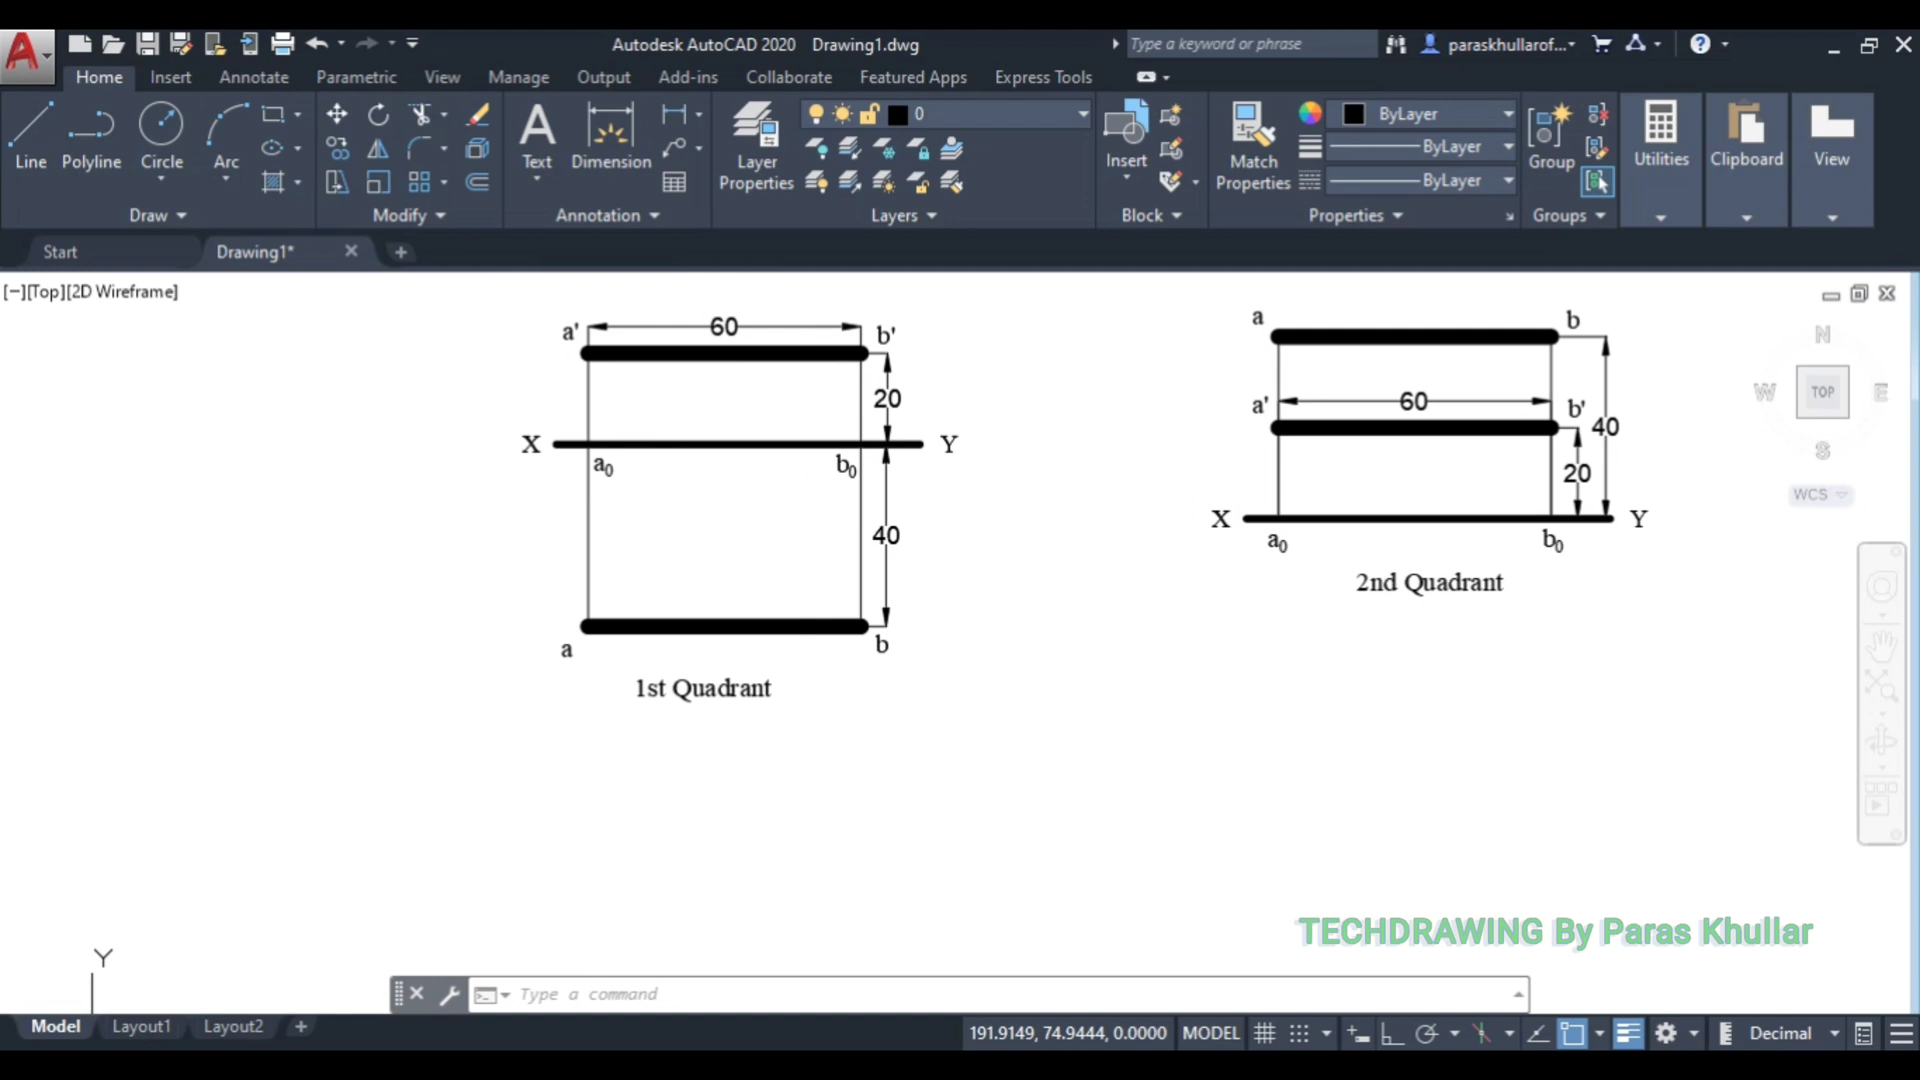 Autodesk AutoCAD 2020 Drawing1.dwg
Type a keyword or phrase
paraskhullarof...
Home Insert Annotate Parametric View Manage Output Add-ins Collaborate Featured Apps Express Tools
Line Polyline Circle Arc
Draw
Modify
Text Dimension
Annotation
Layer Properties
0
Layers
Insert
Block
Match Properties
ByLayer
ByLayer
ByLayer
Properties
Group
Groups
Utilities
Clipboard
View
Start Drawing1*
[−][Top][2D Wireframe]
a' 60 b'
20
X Y
a0 b0
40
a b
1st Quadrant
a b
a' 60 b'
40
20
X Y
a0 b0
2nd Quadrant
N
W TOP E
S
WCS
TECHDRAWING By Paras Khullar
Y
Type a command
Model Layout1 Layout2
191.9149, 74.9444, 0.0000 MODEL Decimal